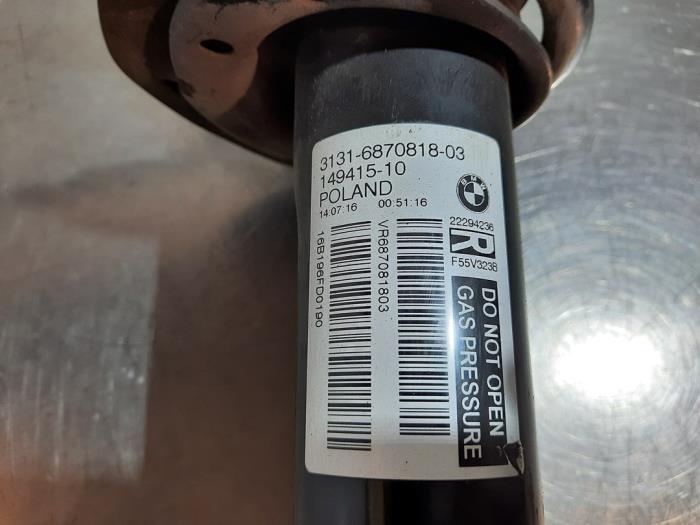 3131-6870818-03
149415-10
POLAND
14:07:16 00:51:16
BMW
22294236
R
F55V323B
VR687081803
16B196FD0190
DO NOT OPEN
GAS PRESSURE